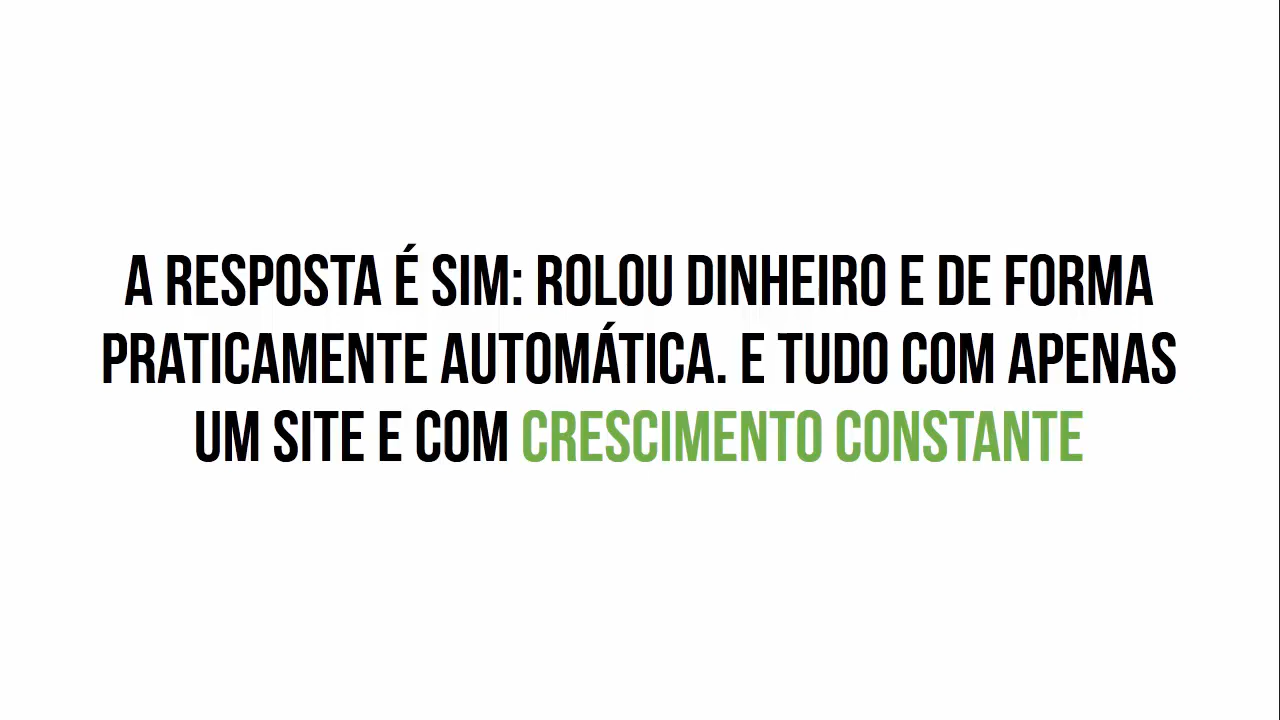 A RESPOSTA É SIM: ROLOU DINHEIRO E DE FORMA
PRATICAMENTE AUTOMÁTICA. E TUDO COM APENAS
UM SITE E COM CRESCIMENTO CONSTANTE